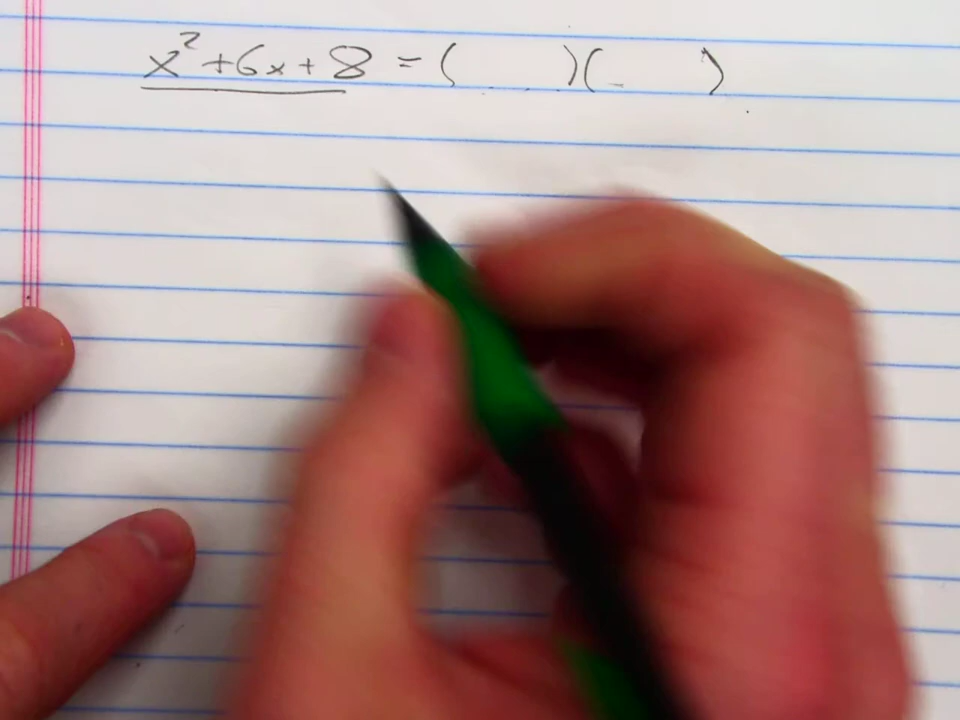 x² + 6x + 8 = (   )(   )